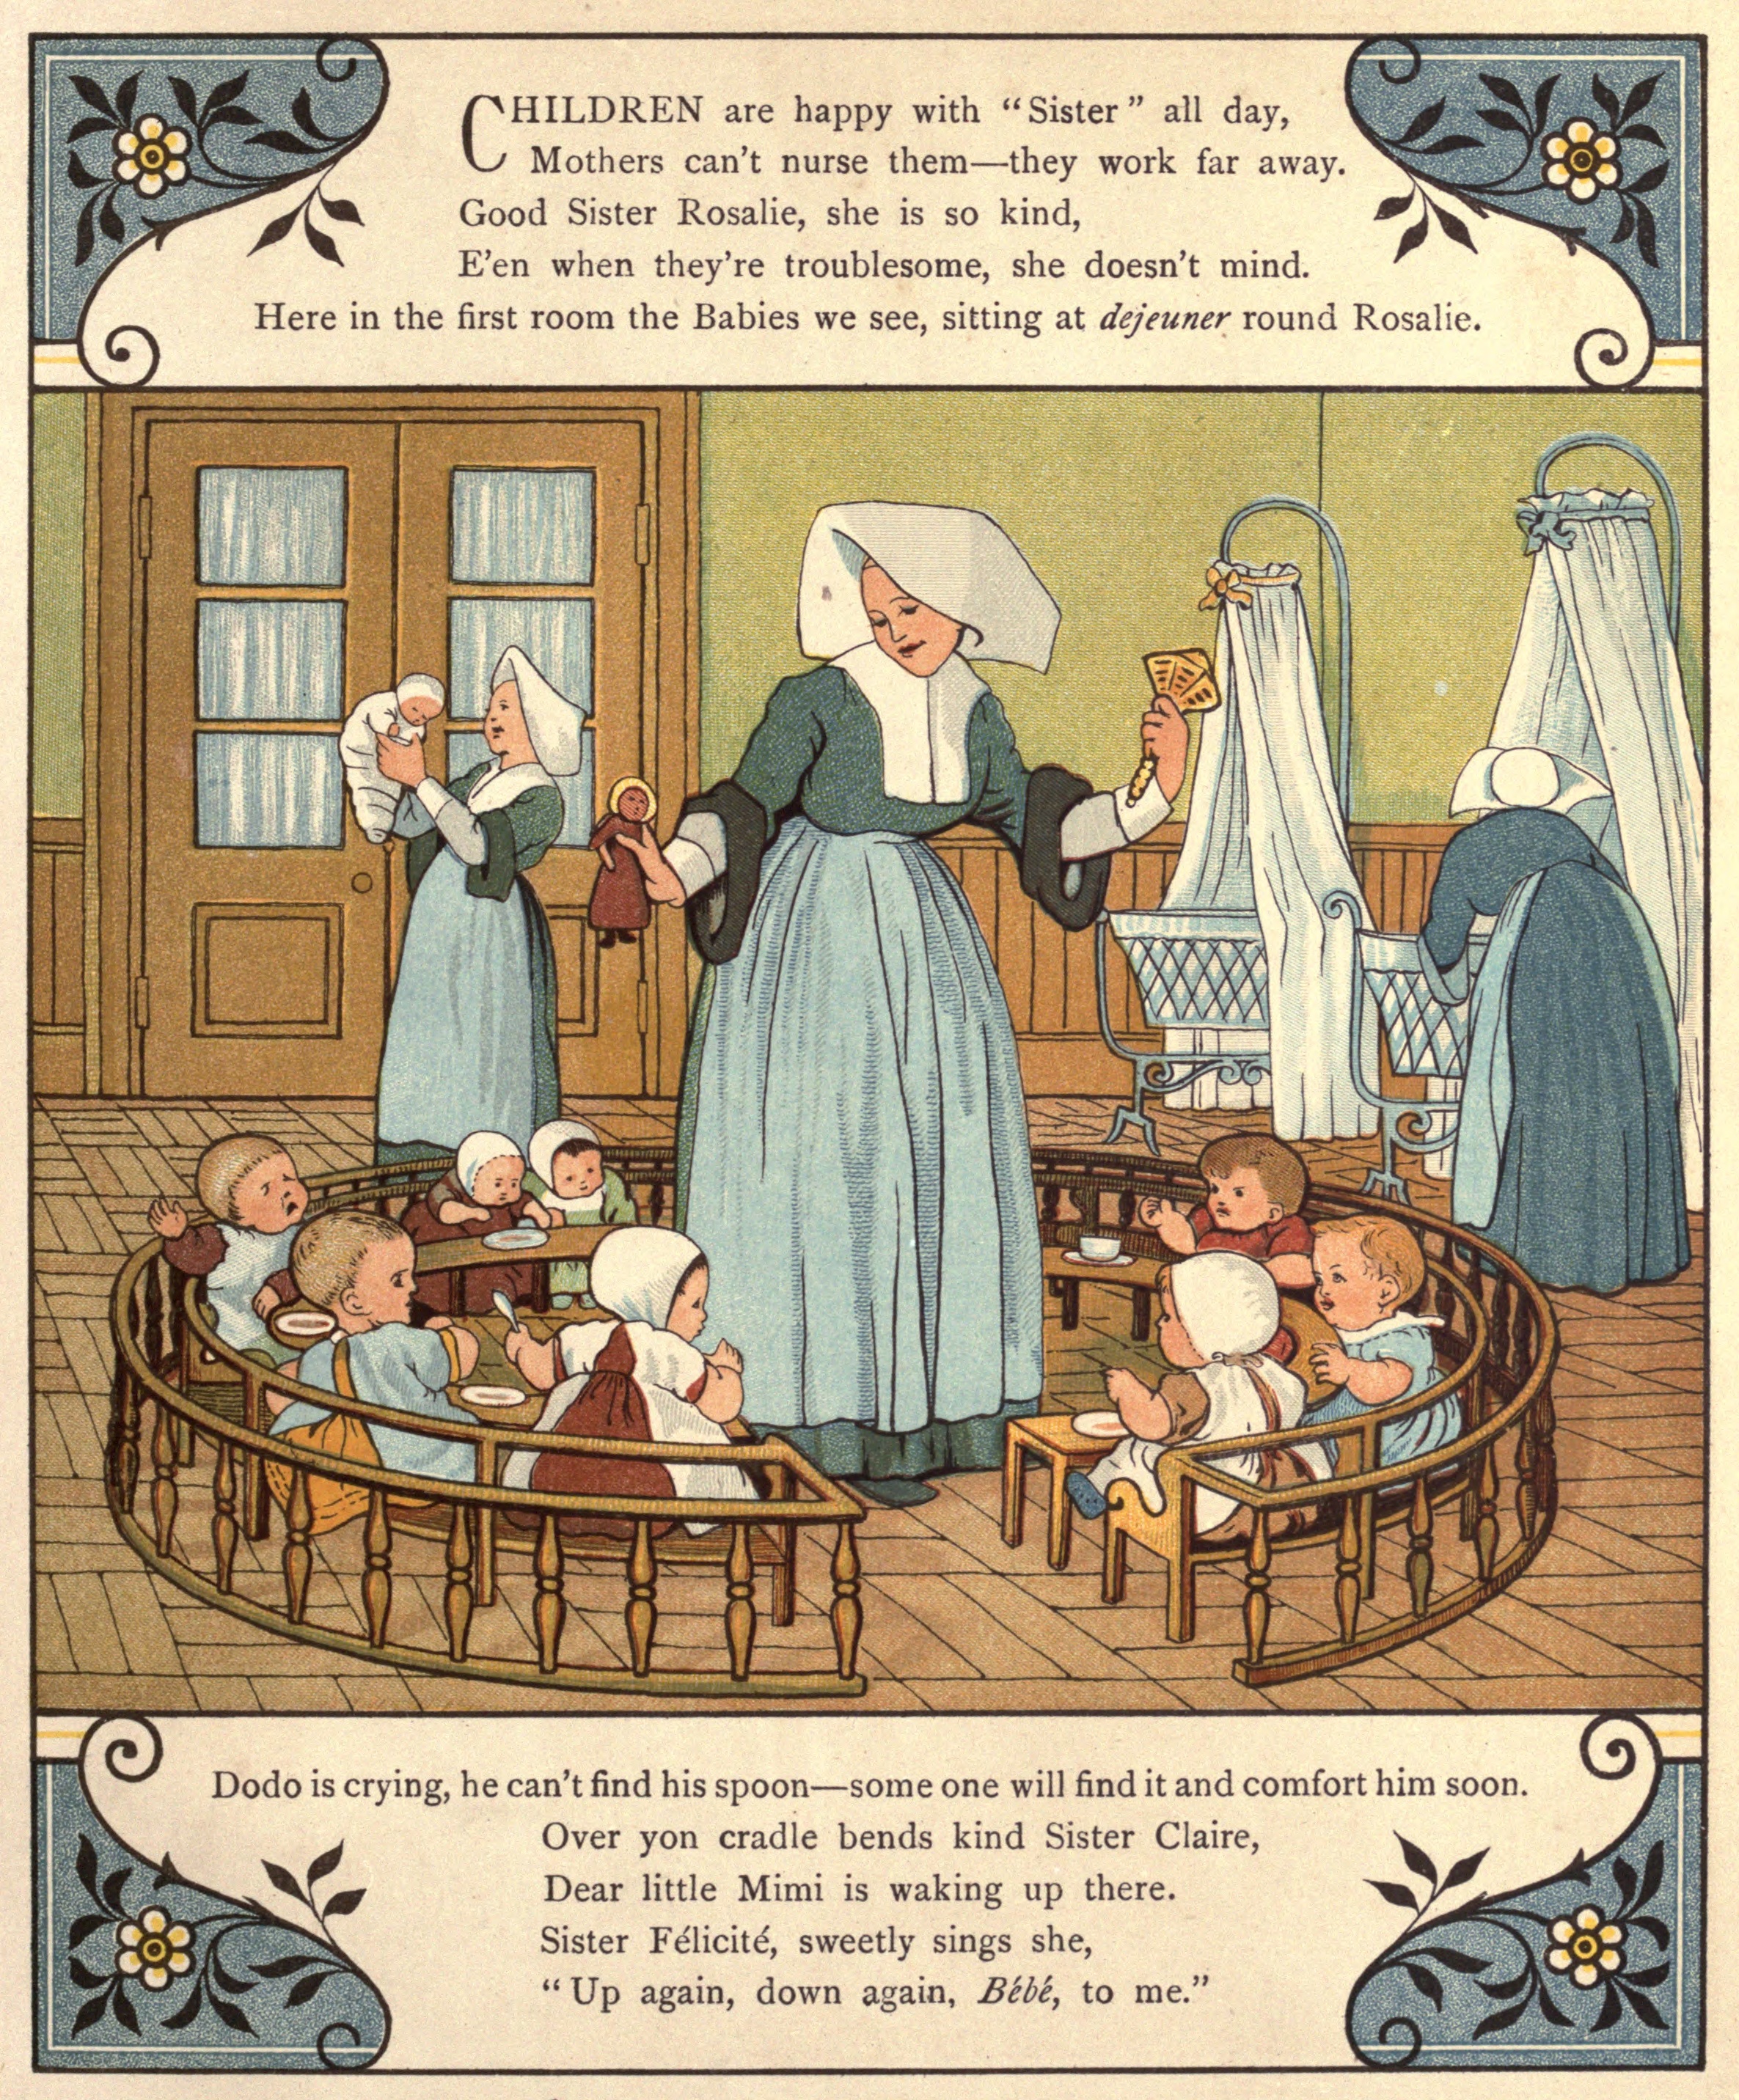 CHILDREN are happy with “Sister” all day,
Mothers can't nurse them—they work far away.
Good Sister Rosalie, she is so kind,
E'en when they're troublesome, she doesn't mind.
Here in the first room the Babies we see, sitting at dejeuner round Rosalie.
Dodo is crying, he can't find his spoon—some one will find it and comfort him soon.
Over yon cradle bends kind Sister Claire,
Dear little Mimi is waking up there.
Sister Félicité, sweetly sings she,
“Up again, down again, Bébé, to me.”